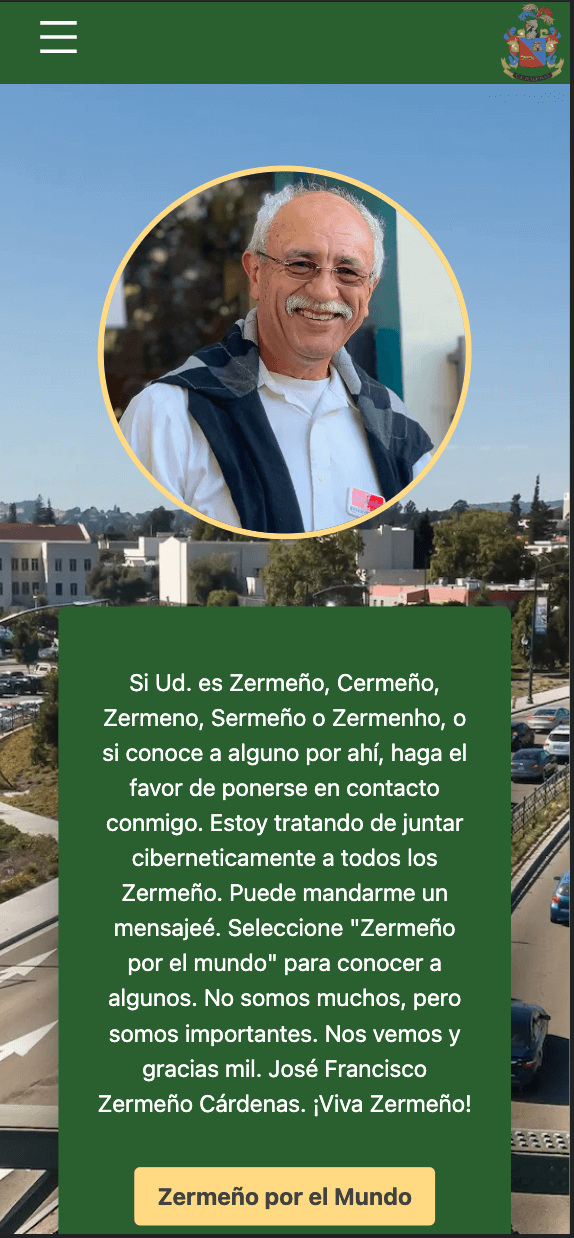 Si Ud. es Zermeño, Cermeño,
Zermeno, Sermeño o Zermenho, o
si conoce a alguno por ahí, haga el
favor de ponerse en contacto
conmigo. Estoy tratando de juntar
ciberneticamente a todos los
Zermeño. Puede mandarme un
mensajeé. Seleccione "Zermeño
por el mundo" para conocer a
algunos. No somos muchos, pero
somos importantes. Nos vemos y
gracias mil. José Francisco
Zermeño Cárdenas. ¡Viva Zermeño!
Zermeño por el Mundo